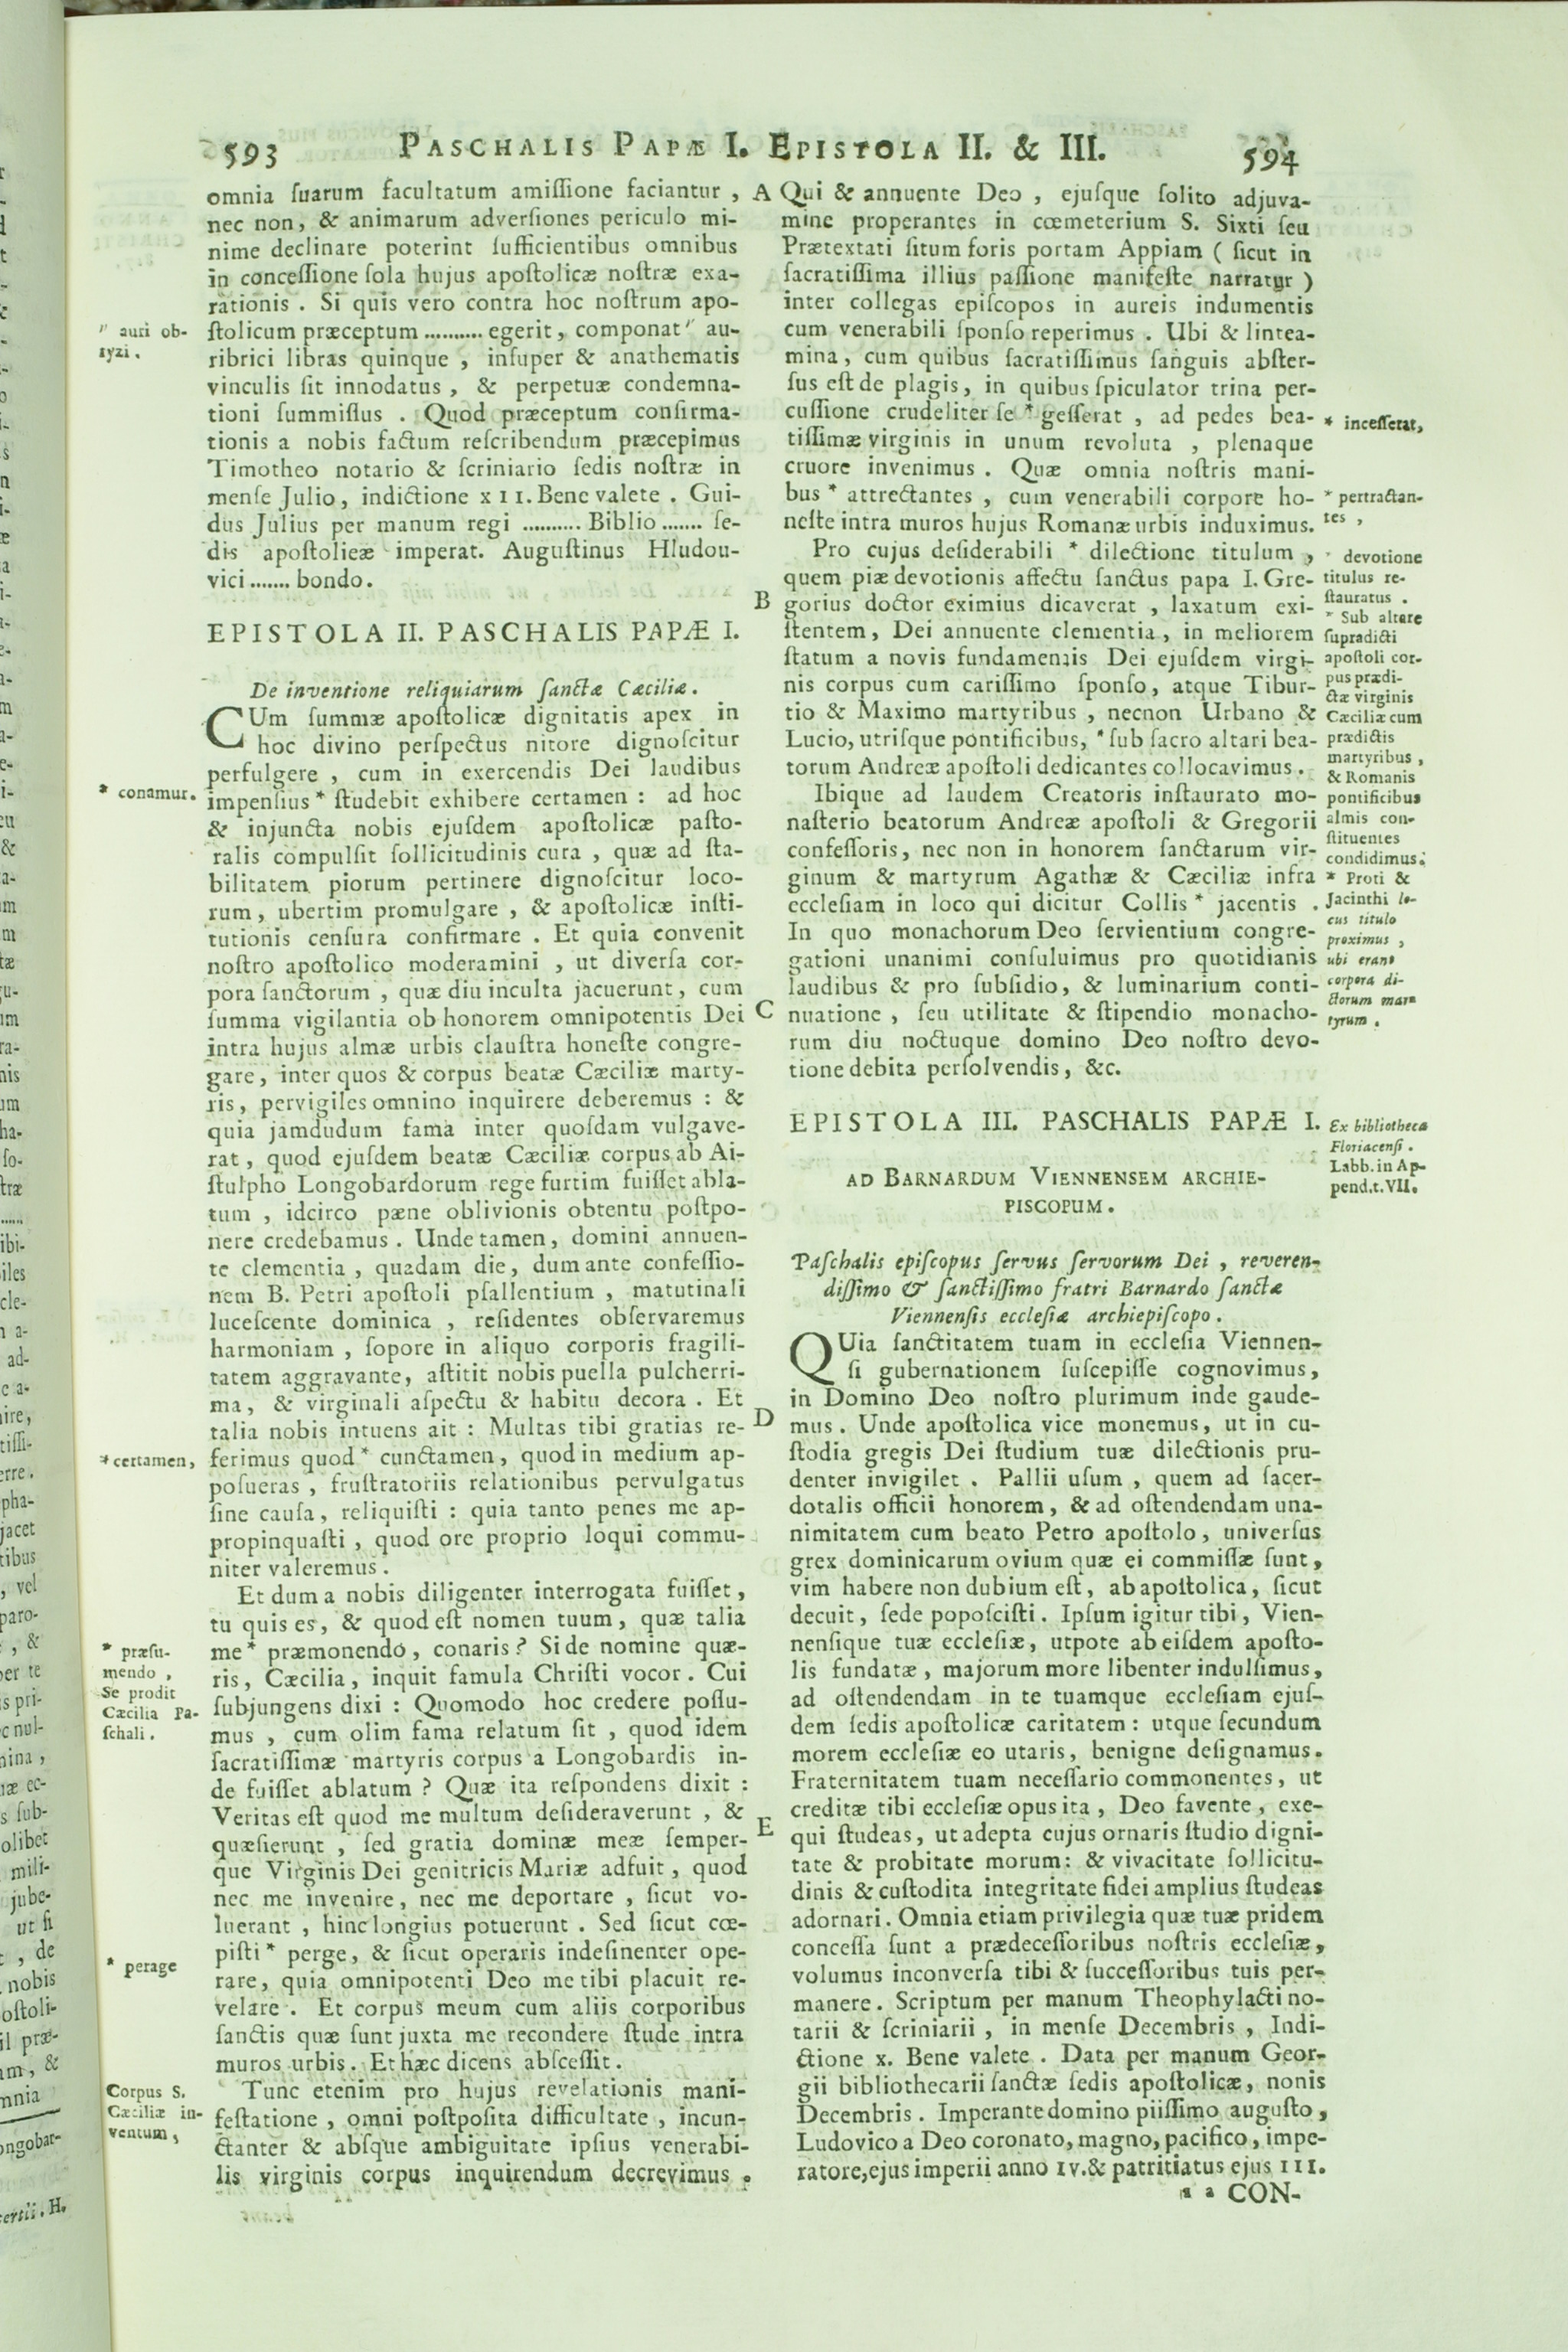 593 PASCHALIS PAPÆ I. EPISTOLA II. & III. 594
omnia ſuarum facultatum amiſſione faciantur ,
nec non, & animarum adverſiones periculo mi-
nime declinare poterint ſufficientibus omnibus
in conceſſione ſola hujus apoſtolicæ noſtræ exa-
rationis . Si quis vero contra hoc noſtrum apo-
ſtolicum præceptum .......... egerit, componat " au-
ribrici libras quinque , inſuper & anathematis
vinculis ſit innodatus , & perpetuæ condemna-
tioni ſummiſſus . Quod præceptum confirma-
tionis a nobis factum reſcribendum præcepimus
Timotheo notario & ſcriniario ſedis noſtræ in
menſe Julio, indictione XII. Bene valete . Gui-
dus Julius per manum regi .......... Biblio ....... ſe-
dis apoſtolieæ imperat. Auguſtinus Hludou-
vici ....... bondo.
" auri ob-
ryzi .
EPISTOLA II. PASCHALIS PAPÆ I.
De inventione reliquiarum ſanctæ Cæciliæ.
CUm ſummæ apoſtolicæ dignitatis apex in
hoc divino perſpectus nitore dignoſcitur
perfulgere , cum in exercendis Dei laudibus
impenſius * ſtudebit exhibere certamen : ad hoc
& injuncta nobis ejuſdem apoſtolicæ paſto-
ralis compulſit ſollicitudinis cura , quæ ad ſta-
bilitatem piorum pertinere dignoſcitur loco-
rum, ubertim promulgare , & apoſtolicæ inſti-
tutionis cenſura confirmare . Et quia convenit
noſtro apoſtolico moderamini , ut diverſa cor-
pora ſanctorum , quæ diu inculta jacuerunt, cum
ſumma vigilantia ob honorem omnipotentis Dei
intra hujus almæ urbis clauſtra honeſte congre-
gare, inter quos & corpus beatæ Cæciliæ marty-
ris, pervigiles omnino inquirere deberemus : &
quia jamdudum fama inter quoſdam vulgave-
rat, quod ejuſdem beatæ Cæciliæ corpus ab Ai-
ſtulpho Longobardorum rege furtim fuiſſet abla-
tum , idcirco pæne oblivionis obtentu poſtpo-
nere credebamus . Unde tamen, domini annuen-
te clementia , quadam die, dum ante confeſſio-
nem B. Petri apoſtoli pſallentium , matutinali
luceſcente dominica , reſidentes obſervaremus
harmoniam , ſopore in aliquo corporis fragili-
tatem aggravante, aſtitit nobis puella pulcherri-
ma, & virginali aſpectu & habitu decora . Et
talia nobis intuens ait : Multas tibi gratias re-
ferimus quod * cunctamen, quod in medium ap-
poſueras , fruſtratoriis relationibus pervulgatus
ſine cauſa, reliquiſti : quia tanto penes me ap-
propinquaſti , quod ore proprio loqui commu-
niter valeremus.
Et dum a nobis diligenter interrogata fuiſſet,
tu quis es, & quod eſt nomen tuum, quæ talia
me * præmonendo, conaris? Si de nomine quæ-
ris, Cæcilia, inquit famula Chriſti vocor. Cui
ſubjungens dixi : Quomodo hoc credere poſſu-
mus , cum olim fama relatum ſit , quod idem
ſacratiſſimæ martyris corpus a Longobardis in-
de fuiſſet ablatum ? Quæ ita reſpondens dixit :
Veritas eſt quod me multum deſideraverunt , &
quæſierunt , ſed gratia dominæ meæ ſemper-
que Virginis Dei genitricis Mariæ adfuit, quod
nec me invenire, nec me deportare , ſicut vo-
luerant , hinc longius potuerunt . Sed ſicut cœ-
piſti * perge, & ſicut operaris indeſinenter ope-
rare, quia omnipotenti Deo me tibi placuit re-
velare . Et corpus meum cum aliis corporibus
ſanctis quæ ſunt juxta me recondere ſtude intra
muros urbis. Et hæc dicens abſceſſit.
Tunc etenim pro hujus revelationis mani-
feſtatione , omni poſtpoſita difficultate , incun-
ctanter & abſque ambiguitate ipſius venerabi-
lis virginis corpus inquirendum decrevimus .
* conamur.
* certamen,
* præſu-
mendo ,
Se prodit
Cæcilia Pa-
ſchali.
* perage
Corpus S.
Cæciliæ in-
ventum,
A
B
C
D
E
Qui & annuente Deo , ejuſque ſolito adjuva-
mine properantes in cœmeterium S. Sixti ſeu
Prætextati ſitum foris portam Appiam ( ſicut in
ſacratiſſima illius paſſione manifeſte narratur )
inter collegas epiſcopos in aureis indumentis
cum venerabili ſponſo reperimus . Ubi & lintea-
mina, cum quibus ſacratiſſimus ſanguis abſter-
ſus eſt de plagis, in quibus ſpiculator trina per-
cuſſione crudeliter ſe * geſſerat , ad pedes bea-
tiſſimæ virginis in unum revoluta , plenaque
cruore invenimus . Quæ omnia noſtris mani-
bus * attrectantes , cum venerabili corpore ho-
neſte intra muros hujus Romanæ urbis induximus.
Pro cujus deſiderabili * dilectione titulum ,
quem piæ devotionis affectu ſanctus papa I. Gre-
gorius doctor eximius dicaverat , laxatum exi-
ſtentem, Dei annuente clementia, in meliorem
ſtatum a novis fundamentis Dei ejuſdem virgi-
nis corpus cum cariſſimo ſponſo, atque Tibur-
tio & Maximo martyribus , necnon Urbano &
Lucio, utriſque pontificibus, * ſub ſacro altari bea-
torum Andreæ apoſtoli dedicantes collocavimus .
Ibique ad laudem Creatoris inſtaurato mo-
naſterio beatorum Andreæ apoſtoli & Gregorii
confeſſoris, nec non in honorem ſanctarum vir-
ginum & martyrum Agathæ & Cæciliæ infra
eccleſiam in loco qui dicitur Collis * jacentis .
In quo monachorum Deo ſervientium congre-
gationi unanimi conſuluimus pro quotidianis
laudibus & pro ſubſidio, & luminarium conti-
nuatione , ſeu utilitate & ſtipendio monacho-
rum diu noctuque domino Deo noſtro devo-
tione debita perſolvendis, &c.
* inceſſerat,
* pertractan-
tes ,
* devotione
titulus re-
ſtauratus .
* Sub altare
ſupradicti
apoſtoli cor-
pus prædi-
ctæ virginis
Cæciliæ cum
prædictis
martyribus ,
& Romanis
pontificibus
almis con-
ſtituentes
condidimus.
* Proti &
Jacinthi lo-
cus titulo
proximus ,
ubi erant
corpora di-
ctorum mar-
tyrum .
EPISTOLA III. PASCHALIS PAPÆ I.
AD BARNARDUM VIENNENSEM ARCHIE-
PISCOPUM.
Ex bibliotheca
Floriacenſi .
Labb. in Ap-
pend. t. VII.
Paſchalis epiſcopus ſervus ſervorum Dei , reveren-
diſſimo & ſanctiſſimo fratri Barnardo ſanctæ
Viennenſis eccleſiæ archiepiſcopo .
QUia ſanctitatem tuam in eccleſia Viennen-
ſi gubernationem ſuſcepiſſe cognovimus,
in Domino Deo noſtro plurimum inde gaude-
mus . Unde apoſtolica vice monemus, ut in cu-
ſtodia gregis Dei ſtudium tuæ dilectionis pru-
denter invigilet . Pallii uſum , quem ad ſacer-
dotalis officii honorem, & ad oſtendendam una-
nimitatem cum beato Petro apoſtolo, univerſus
grex dominicarum ovium quæ ei commiſſæ ſunt,
vim habere non dubium eſt, ab apoſtolica, ſicut
decuit, ſede popoſciſti. Ipſum igitur tibi, Vien-
nenſique tuæ eccleſiæ, utpote ab eiſdem apoſto-
lis fundatæ, majorum more libenter indulſimus,
ad oſtendendam in te tuamque eccleſiam ejuſ-
dem ſedis apoſtolicæ caritatem : utque ſecundum
morem eccleſiæ eo utaris, benigne deſignamus.
Fraternitatem tuam neceſſario commonentes, ut
creditæ tibi eccleſiæ opus ita , Deo favente, exe-
qui ſtudeas, ut adepta cujus ornaris ſtudio digni-
tate & probitate morum: & vivacitate ſollicitu-
dinis & cuſtodita integritate fidei amplius ſtudeas
adornari. Omnia etiam privilegia quæ tuæ pridem
conceſſa ſunt a prædeceſſoribus noſtris eccleſiæ,
volumus inconverſa tibi & ſucceſſoribus tuis per-
manere. Scriptum per manum Theophylacti no-
tarii & ſcriniarii , in menſe Decembris , Indi-
ctione X. Bene valete . Data per manum Geor-
gii bibliothecarii ſanctæ ſedis apoſtolicæ, nonis
Decembris . Imperante domino piiſſimo auguſto,
Ludovico a Deo coronato, magno, pacifico, impe-
ratore, ejus imperii anno IV. & patritiatus ejus III.
CON-